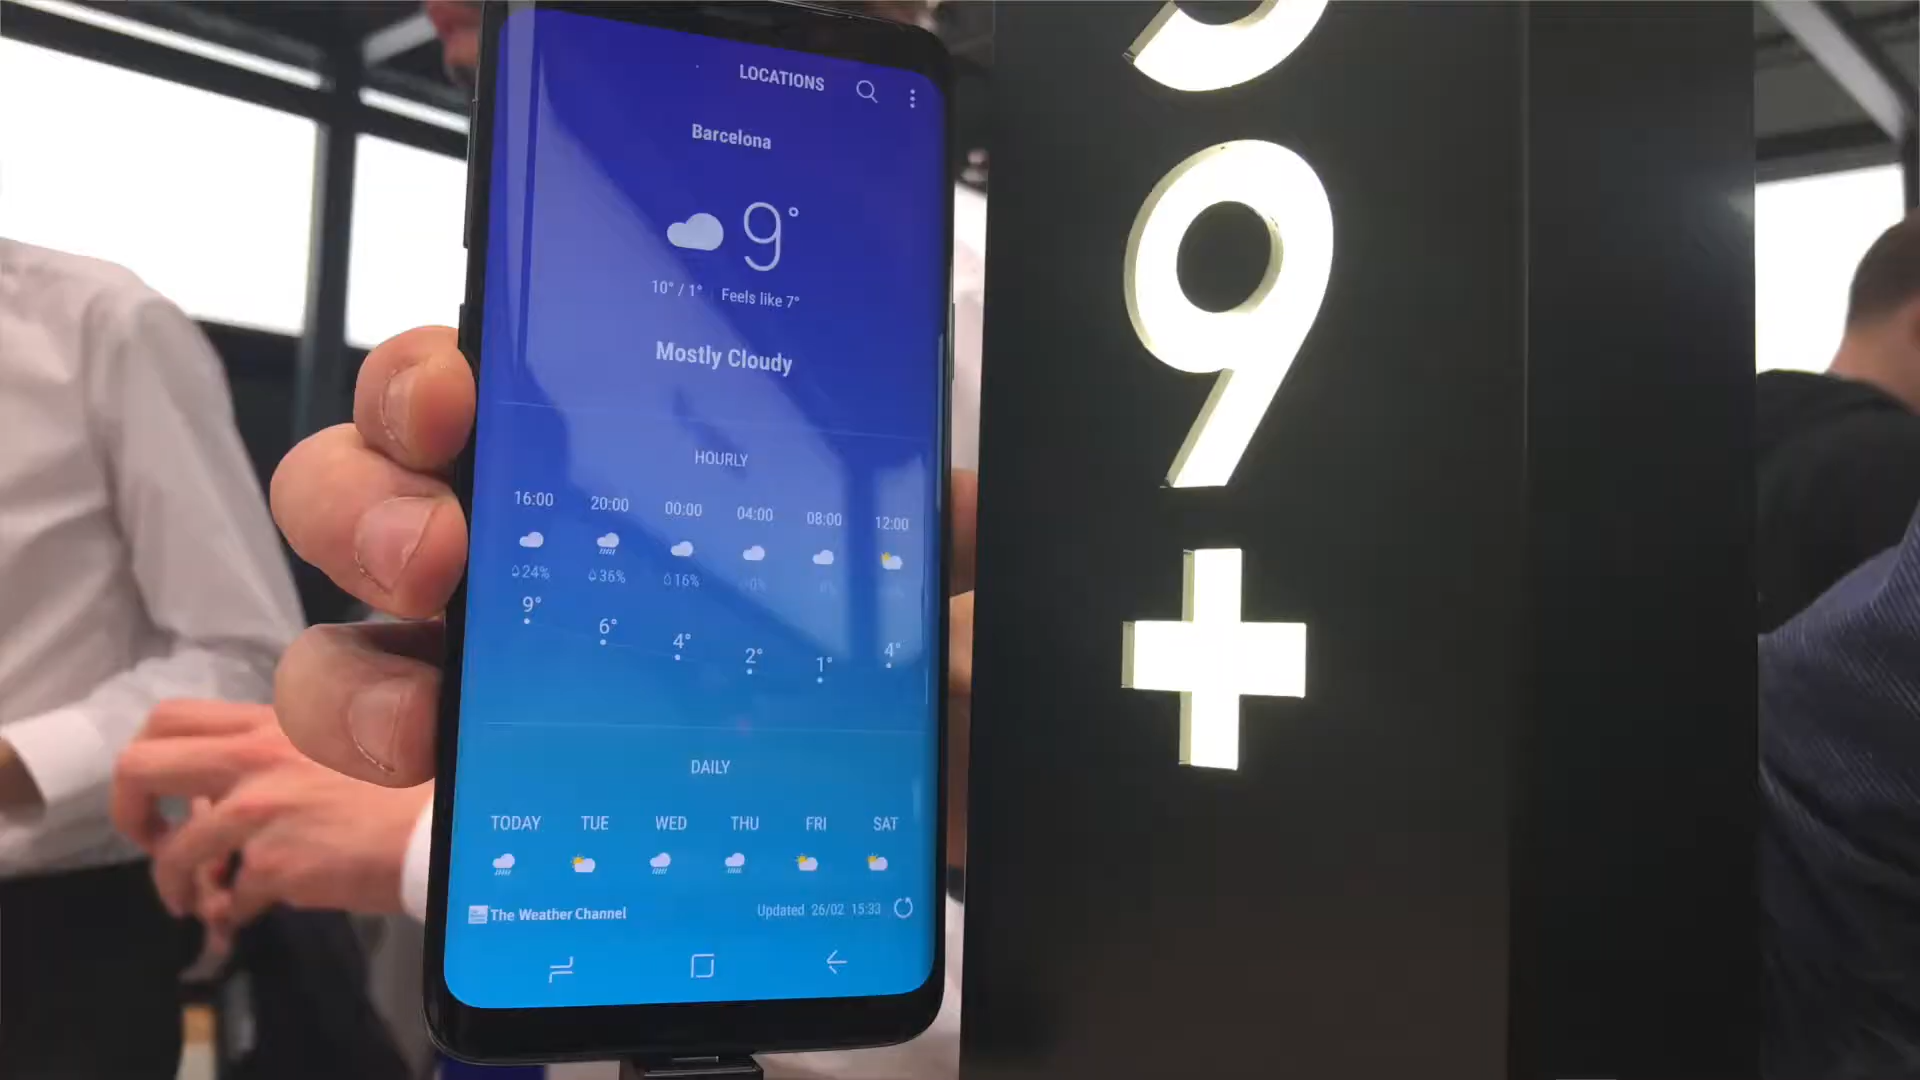 LOCATIONS
Barcelona
9°
10° / 1° Feels like 7°
Mostly Cloudy
HOURLY
16:00 20:00 00:00 04:00 08:00 12:00
24% 36% 16% 0% 0%
9° 6° 4° 2° 1° 4°
DAILY
TODAY TUE WED THU FRI SAT
The Weather Channel
Updated 26/02 15:33
9
+